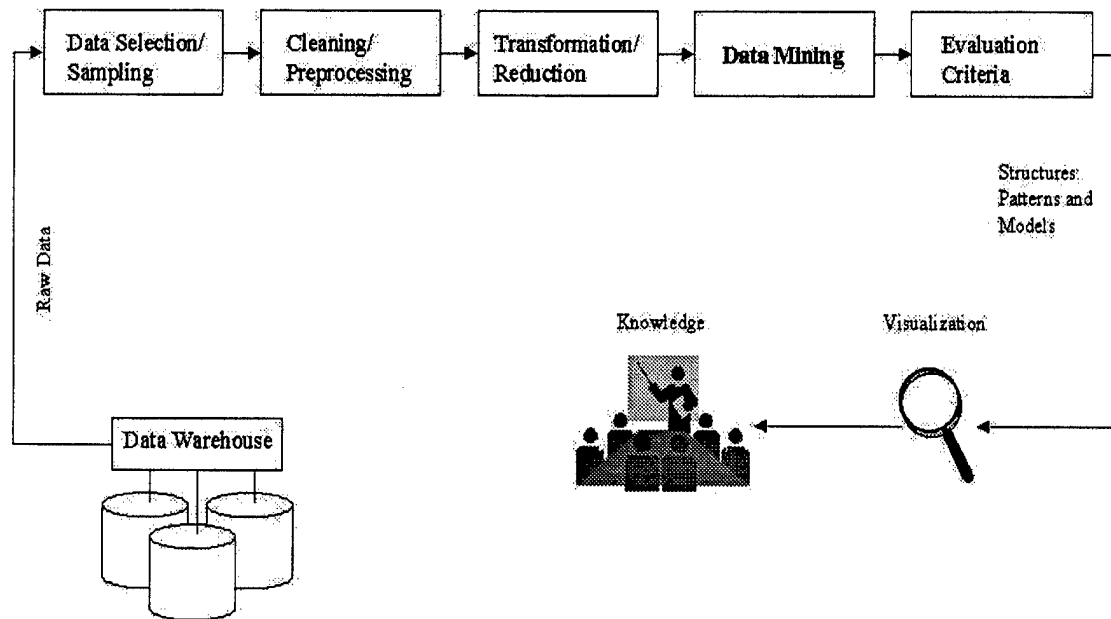 Data Selection/
Sampling
Cleaning/
Preprocessing
Transformation/
Reduction
Data Mining
Evaluation
Criteria
Structures:
Patterns and
Models
Raw Data
Knowledge
Visualization
Data Warehouse